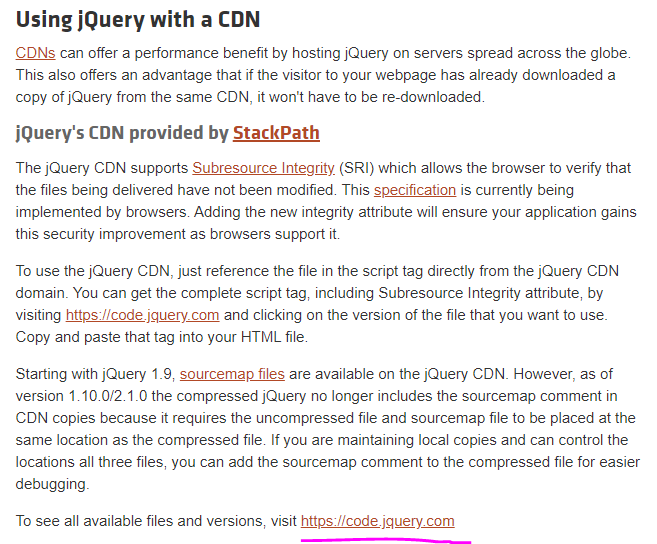 Using jQuery with a CDN
CDNs can offer a performance benefit by hosting jQuery on servers spread across the globe.
This also offers an advantage that if the visitor to your webpage has already downloaded a
copy of jQuery from the same CDN, it won't have to be re-downloaded.
jQuery's CDN provided by StackPath
The jQuery CDN supports Subresource Integrity (SRI) which allows the browser to verify that
the files being delivered have not been modified. This specification is currently being
implemented by browsers. Adding the new integrity attribute will ensure your application gains
this security improvement as browsers support it.
To use the jQuery CDN, just reference the file in the script tag directly from the jQuery CDN
domain. You can get the complete script tag, including Subresource Integrity attribute, by
visiting https://code.jquery.com and clicking on the version of the file that you want to use.
Copy and paste that tag into your HTML file.
Starting with jQuery 1.9, sourcemap files are available on the jQuery CDN. However, as of
version 1.10.0/2.1.0 the compressed jQuery no longer includes the sourcemap comment in
CDN copies because it requires the uncompressed file and sourcemap file to be placed at the
same location as the compressed file. If you are maintaining local copies and can control the
locations all three files, you can add the sourcemap comment to the compressed file for easier
debugging.
To see all available files and versions, visit https://code.jquery.com